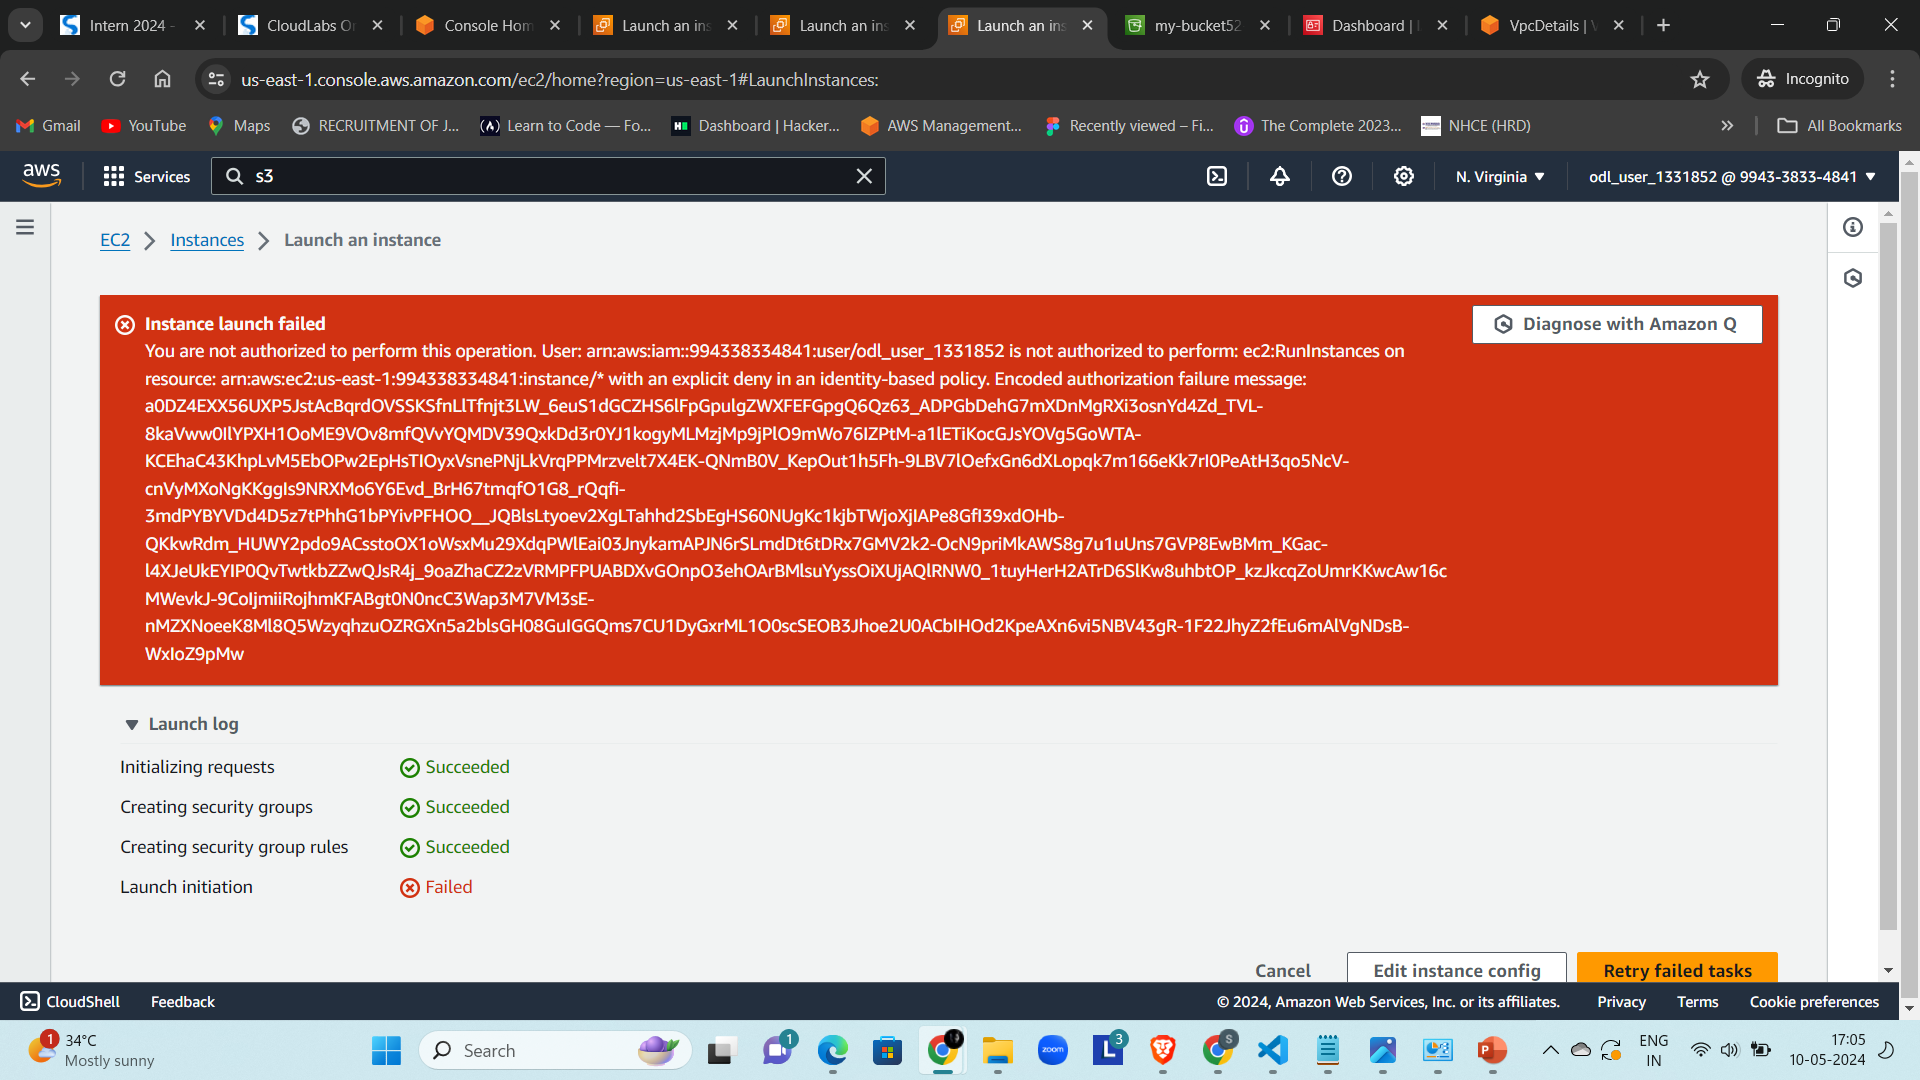 Intern 2024 -
CloudLabs O
Console Hom
Launch an ins
Launch an ins
Launch an ins
my-bucket52
Dashboard |
VpcDetails |
us-east-1.console.aws.amazon.com/ec2/home?region=us-east-1#LaunchInstances:
Incognito
Gmail
YouTube
Maps
RECRUITMENT OF J...
Learn to Code — Fo...
Dashboard | Hacker...
AWS Management...
Recently viewed – Fi...
The Complete 2023...
NHCE (HRD)
All Bookmarks
aws
Services
s3
N. Virginia
odl_user_1331852 @ 9943-3833-4841
EC2
Instances
Launch an instance
Instance launch failed
Diagnose with Amazon Q
You are not authorized to perform this operation. User: arn:aws:iam::994338334841:user/odl_user_1331852 is not authorized to perform: ec2:RunInstances on
resource: arn:aws:ec2:us-east-1:994338334841:instance/* with an explicit deny in an identity-based policy. Encoded authorization failure message:
a0DZ4EXX56UXP5JstAcBqrdOVSSKSfnLlTfnjt3LW_6euS1dGCZHS6lFpGpulgZWXFEFGpgQ6Qz63_ADPGbDehG7mXDnMgRXi3osnYd4Zd_TVL-
8kaVww0IlYPXH1OoME9VOv8mfQVvYQMDV39QxkDd3r0YJ1kogyMLMzjMp9jPlO9mWo76IZPtM-a1lETiKocGJsYOVg5GoWTA-
KCEhaC43KhpLvM5EbOPw2EpHsTIOyxVsnePNjLkVrqPPMrzvelt7X4EK-QNmB0V_KepOut1h5Fh-9LBV7lOefxGn6dXLopqk7m166eKk7rI0PeAtH3qo5NcV-
cnVyMXoNgKKggIs9NRXMo6Y6Evd_BrH67tmqfO1G8_rQqfi-
3mdPYBYVDd4D5z7tPhhG1bPYivPFHOO__JQBlsLtyoev2XgLTahhd2SbEgHS60NUgKc1kjbTWjoXjIAPe8GfI39xdOHb-
QKkwRdm_HUWY2pdo9ACsstoOX1oWsxMu29XdqPWlEai03JnykamAPJN6rSLmdDt6tDRx7GMV2k2-OcN9priMkAWS8g7u1uUns7GVP8EwBMm_KGac-
l4XJeUkEYIP0QvTwtkbZZwQJsR4j_9oaZhaCZ2zVRMPFPUABDXvGOnpO3ehOArBMlsuYyssOiXUjAQlRNW0_1tuyHerH2ATrD6SlKw8uhbtOP_kzJkcqZoUmrKKwcAw16c
MWevkJ-9CoIjmiiRojhmKFABgt0N0ncC3Wap3M7VM3sE-
nMZXNoeeK8Ml8Q5WzyqhzuOZRGXn5a2blsGH08GuIGGQms7CU1DyGxrML1O0scSEOB3Jhoe2U0ACbIHOd2KpeAXn6vi5NBV43gR-1F22JhyZ2fEu6mAlVgNDsB-
WxIoZ9pMw
Launch log
Initializing requests
Succeeded
Creating security groups
Succeeded
Creating security group rules
Succeeded
Launch initiation
Failed
Cancel
Edit instance config
Retry failed tasks
CloudShell
Feedback
© 2024, Amazon Web Services, Inc. or its affiliates.
Privacy
Terms
Cookie preferences
1
34°C
Mostly sunny
Search
1
zoom
L
3
S
P
ENG
IN
17:05
10-05-2024